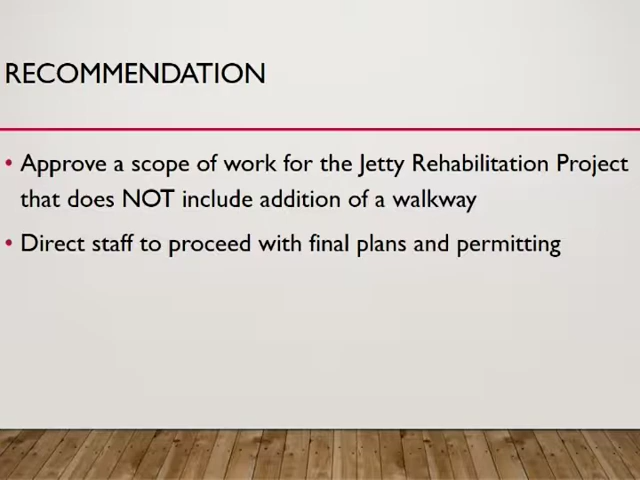 RECOMMENDATION
• Approve a scope of work for the Jetty Rehabilitation Project
that does NOT include addition of a walkway
• Direct staff to proceed with final plans and permitting